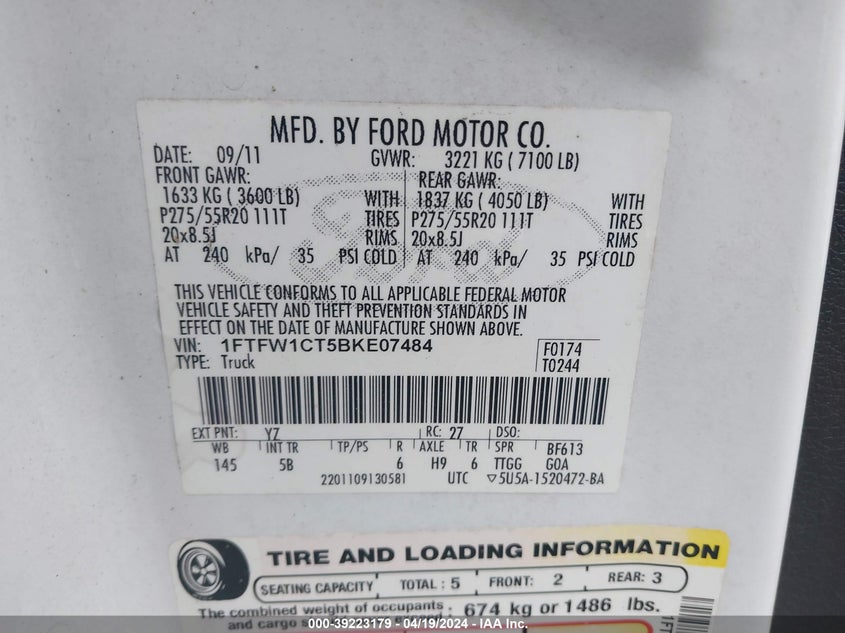 MFD. BY FORD MOTOR CO.
DATE: 09/11 GVWR: 3221 KG ( 7100 LB)
FRONT GAWR: REAR GAWR:
1633 KG ( 3600 LB) WITH 1837 KG ( 4050 LB) WITH
P275/55R20 111T TIRES P275/55R20 111T TIRES
20x8.5J RIMS 20x8.5J RIMS
AT 240 kPa/ 35 PSI COLD AT 240 kPa/ 35 PSI COLD
Ford
THIS VEHICLE CONFORMS TO ALL APPLICABLE FEDERAL MOTOR
VEHICLE SAFETY AND THEFT PREVENTION STANDARDS IN
EFFECT ON THE DATE OF MANUFACTURE SHOWN ABOVE.
VIN: 1FTFW1CT5BKE07484 F0174
TYPE: Truck T0244
EXT PNT: YZ RC: 27 DSO:
WB INT TR TP/PS R AXLE TR SPR BF613
145 5B 6 H9 6 TTGG GOA
2201109130581 UTC ▽5U5A-1520472-BA
TIRE AND LOADING INFORMATION
SEATING CAPACITY TOTAL : 5 FRONT: 2 REAR: 3
The combined weight of occupants : 674 kg or 1486 lbs.
and cargo
1FT
000-39223179 - 04/19/2024 - IAA Inc.